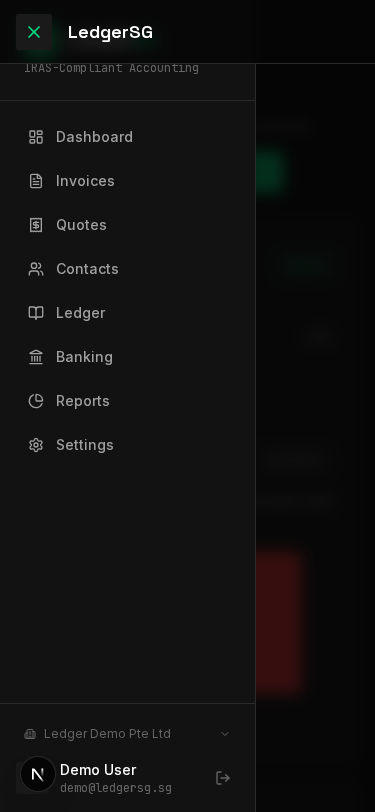 LedgerSG
IRAS-Compliant Accounting
Dashboard
Invoices
Quotes
Contacts
Ledger
Banking
Reports
Settings
Ledger Demo Pte Ltd
N
Demo User
demo@ledgersg.sg